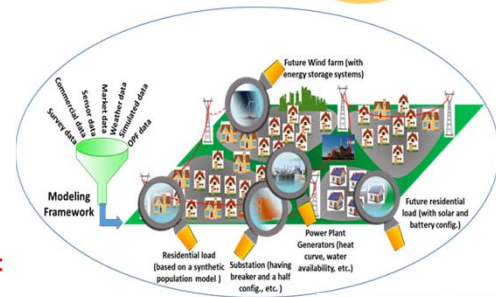 Future Wind farm (with
energy storage systems)
Survey data
Commercial data
Sensor data
Market data
Weather data
Simulated data
OPF data
Modeling
Framework
Future residential
load (with solar and
battery config.)
Power Plant
Generators (heat
curve, water
availability, etc.)
Residential load
(based on a synthetic
population model )
Substation (having
breaker and a half
config., etc. )
: